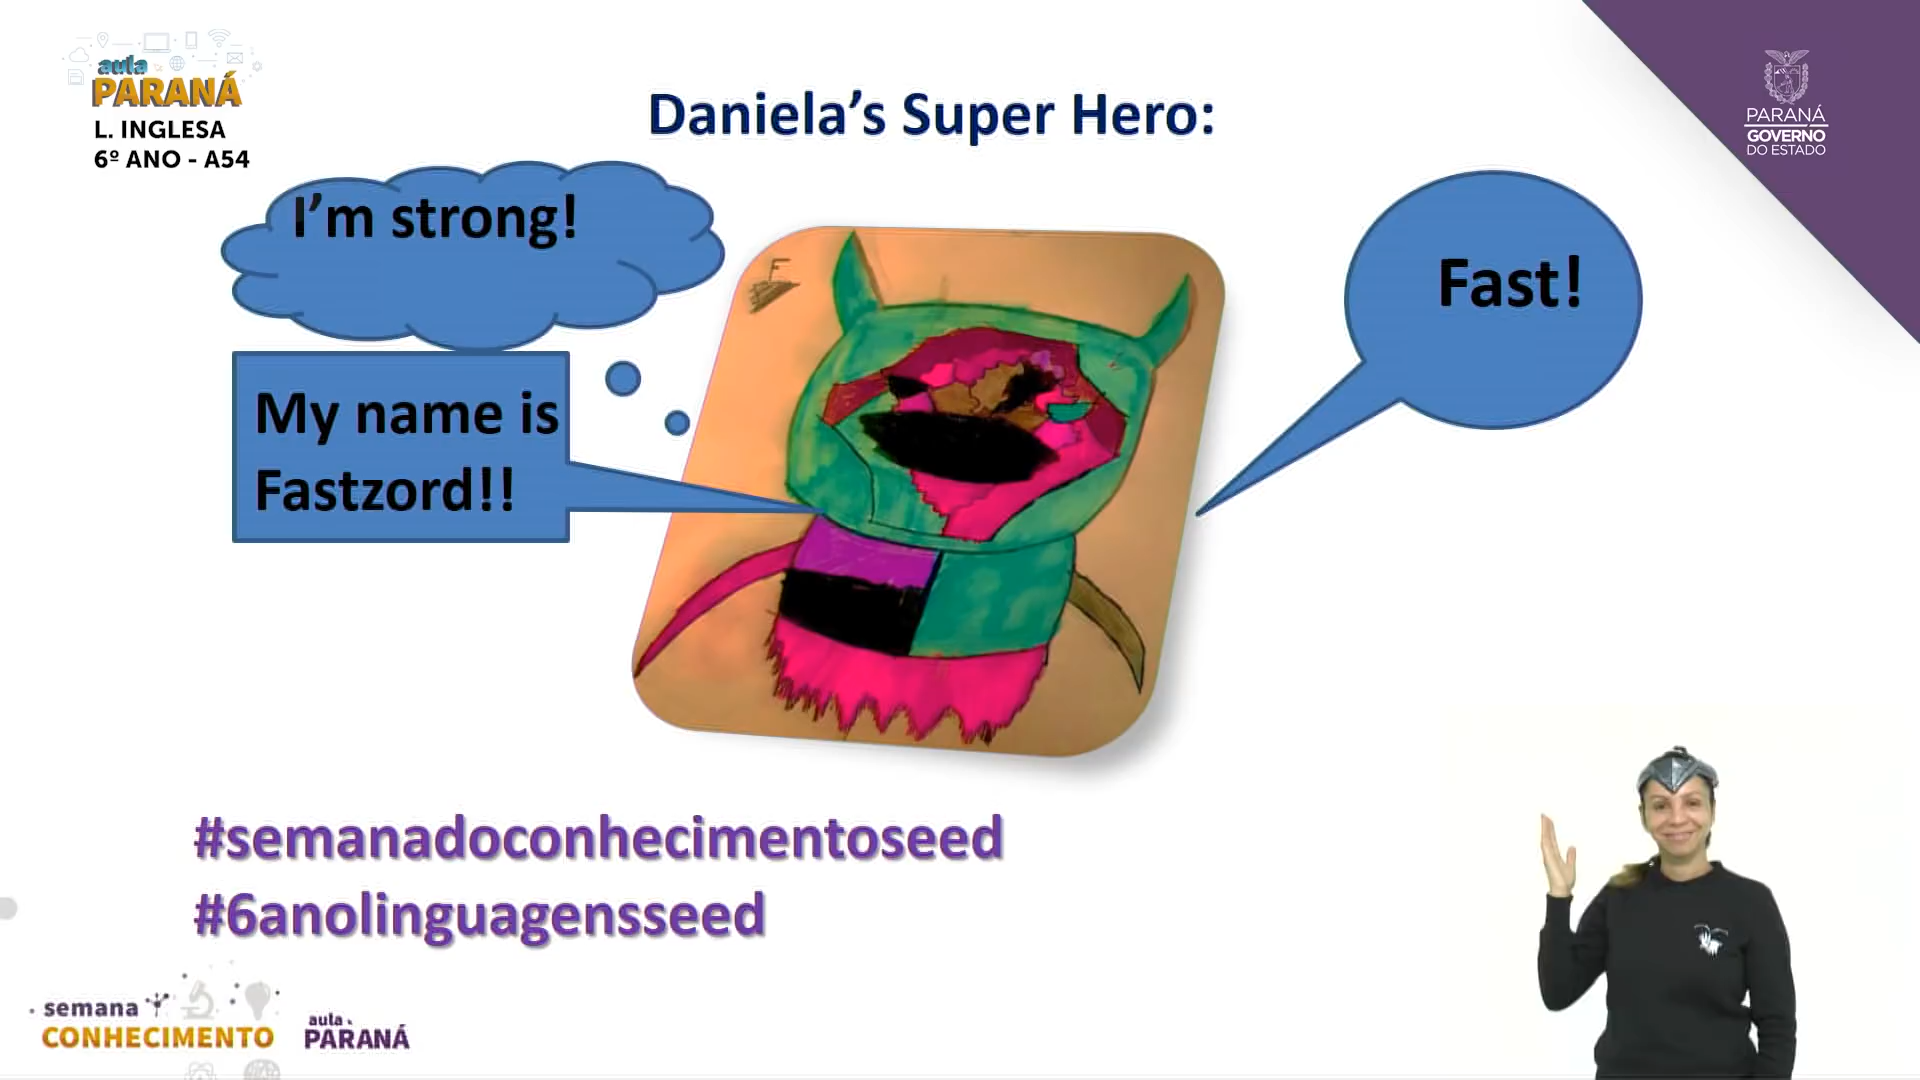 aula
PARANÁ
L. INGLESA
6º ANO - A54
Daniela’s Super Hero:
PARANÁ
GOVERNO
DO ESTADO
I’m strong!
Fast!
My name is
Fastzord!!
#semanadoconhecimentoseed
#6anolinguagensseed
semana
CONHECIMENTO
aula
PARANÁ